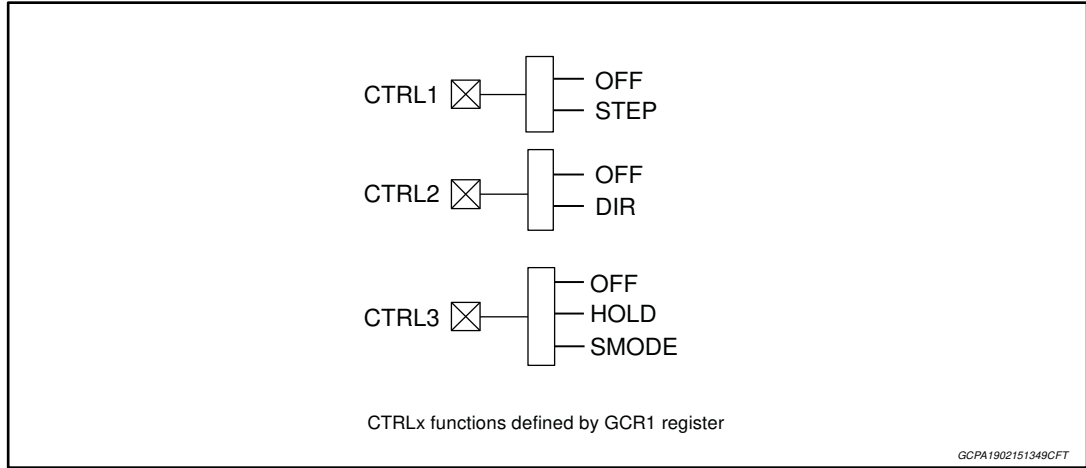 CTRL1
OFF
STEP
CTRL2
OFF
DIR
CTRL3
OFF
HOLD
SMODE
CTRLx functions defined by GCR1 register
GCPA1902151349CFT